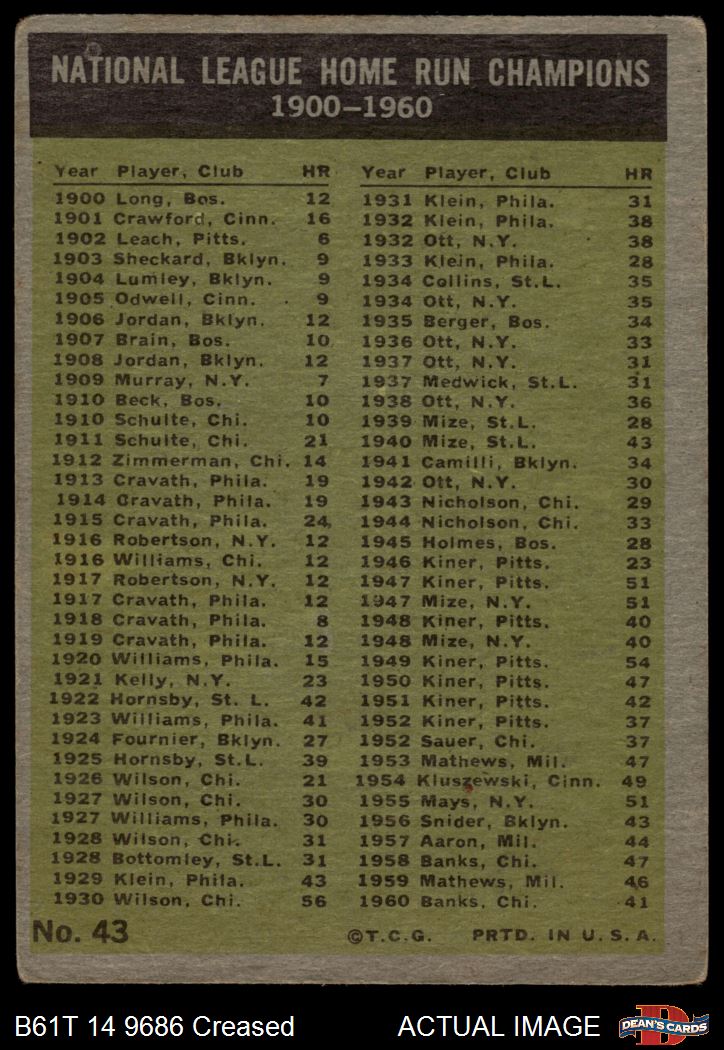 NATIONAL LEAGUE HOME RUN CHAMPIONS
1900-1960
Year Player, Club HR
1900 Long, Bos. 12
1901 Crawford, Cinn. 16
1902 Leach, Pitts. 6
1903 Sheckard, Bklyn. 9
1904 Lumley, Bklyn. 9
1905 Odwell, Cinn. 9
1906 Jordan, Bklyn. 12
1907 Brain, Bos. 10
1908 Jordan, Bklyn. 12
1909 Murray, N.Y. 7
1910 Beck, Bos. 10
1910 Schulte, Chi. 10
1911 Schulte, Chi. 21
1912 Zimmerman, Chi. 14
1913 Cravath, Phila. 19
1914 Cravath, Phila. 19
1915 Cravath, Phila. 24
1916 Robertson, N.Y. 12
1916 Williams, Chi. 12
1917 Robertson, N.Y. 12
1917 Cravath, Phila. 12
1918 Cravath, Phila. 8
1919 Cravath, Phila. 12
1920 Williams, Phila. 15
1921 Kelly, N.Y. 23
1922 Hornsby, St. L. 42
1923 Williams, Phila. 41
1924 Fournier, Bklyn. 27
1925 Hornsby, St.L. 39
1926 Wilson, Chi. 21
1927 Wilson, Chi. 30
1927 Williams, Phila. 30
1928 Wilson, Chi. 31
1928 Bottomley, St.L. 31
1929 Klein, Phila. 43
1930 Wilson, Chi. 56
Year Player, Club HR
1931 Klein, Phila. 31
1932 Klein, Phila. 38
1932 Ott, N.Y. 38
1933 Klein, Phila. 28
1934 Collins, St.L. 35
1934 Ott, N.Y. 35
1935 Berger, Bos. 34
1936 Ott, N.Y. 33
1937 Ott, N.Y. 31
1937 Medwick, St.L. 31
1938 Ott, N.Y. 36
1939 Mize, St.L. 28
1940 Mize, St.L. 43
1941 Camilli, Bklyn. 34
1942 Ott, N.Y. 30
1943 Nicholson, Chi. 29
1944 Nicholson, Chi. 33
1945 Holmes, Bos. 28
1946 Kiner, Pitts. 23
1947 Kiner, Pitts. 51
1947 Mize, N.Y. 51
1948 Kiner, Pitts. 40
1948 Mize, N.Y. 40
1949 Kiner, Pitts. 54
1950 Kiner, Pitts. 47
1951 Kiner, Pitts. 42
1952 Kiner, Pitts. 37
1952 Sauer, Chi. 37
1953 Mathews, Mil. 47
1954 Kluszewski, Cinn. 49
1955 Mays, N.Y. 51
1956 Snider, Bklyn. 43
1957 Aaron, Mil. 44
1958 Banks, Chi. 47
1959 Mathews, Mil. 46
1960 Banks, Chi. 41
No. 43
©T.C.G. PRTD. IN U.S.A.
B61T 14 9686 Creased ACTUAL IMAGE
D
DEAN'S CARDS